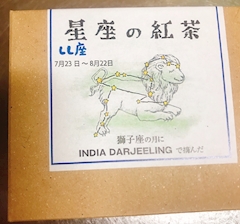 星座の紅茶
しし座
7月23日～8月22日
獅子座の月に
INDIA DARJEELING で摘んだ